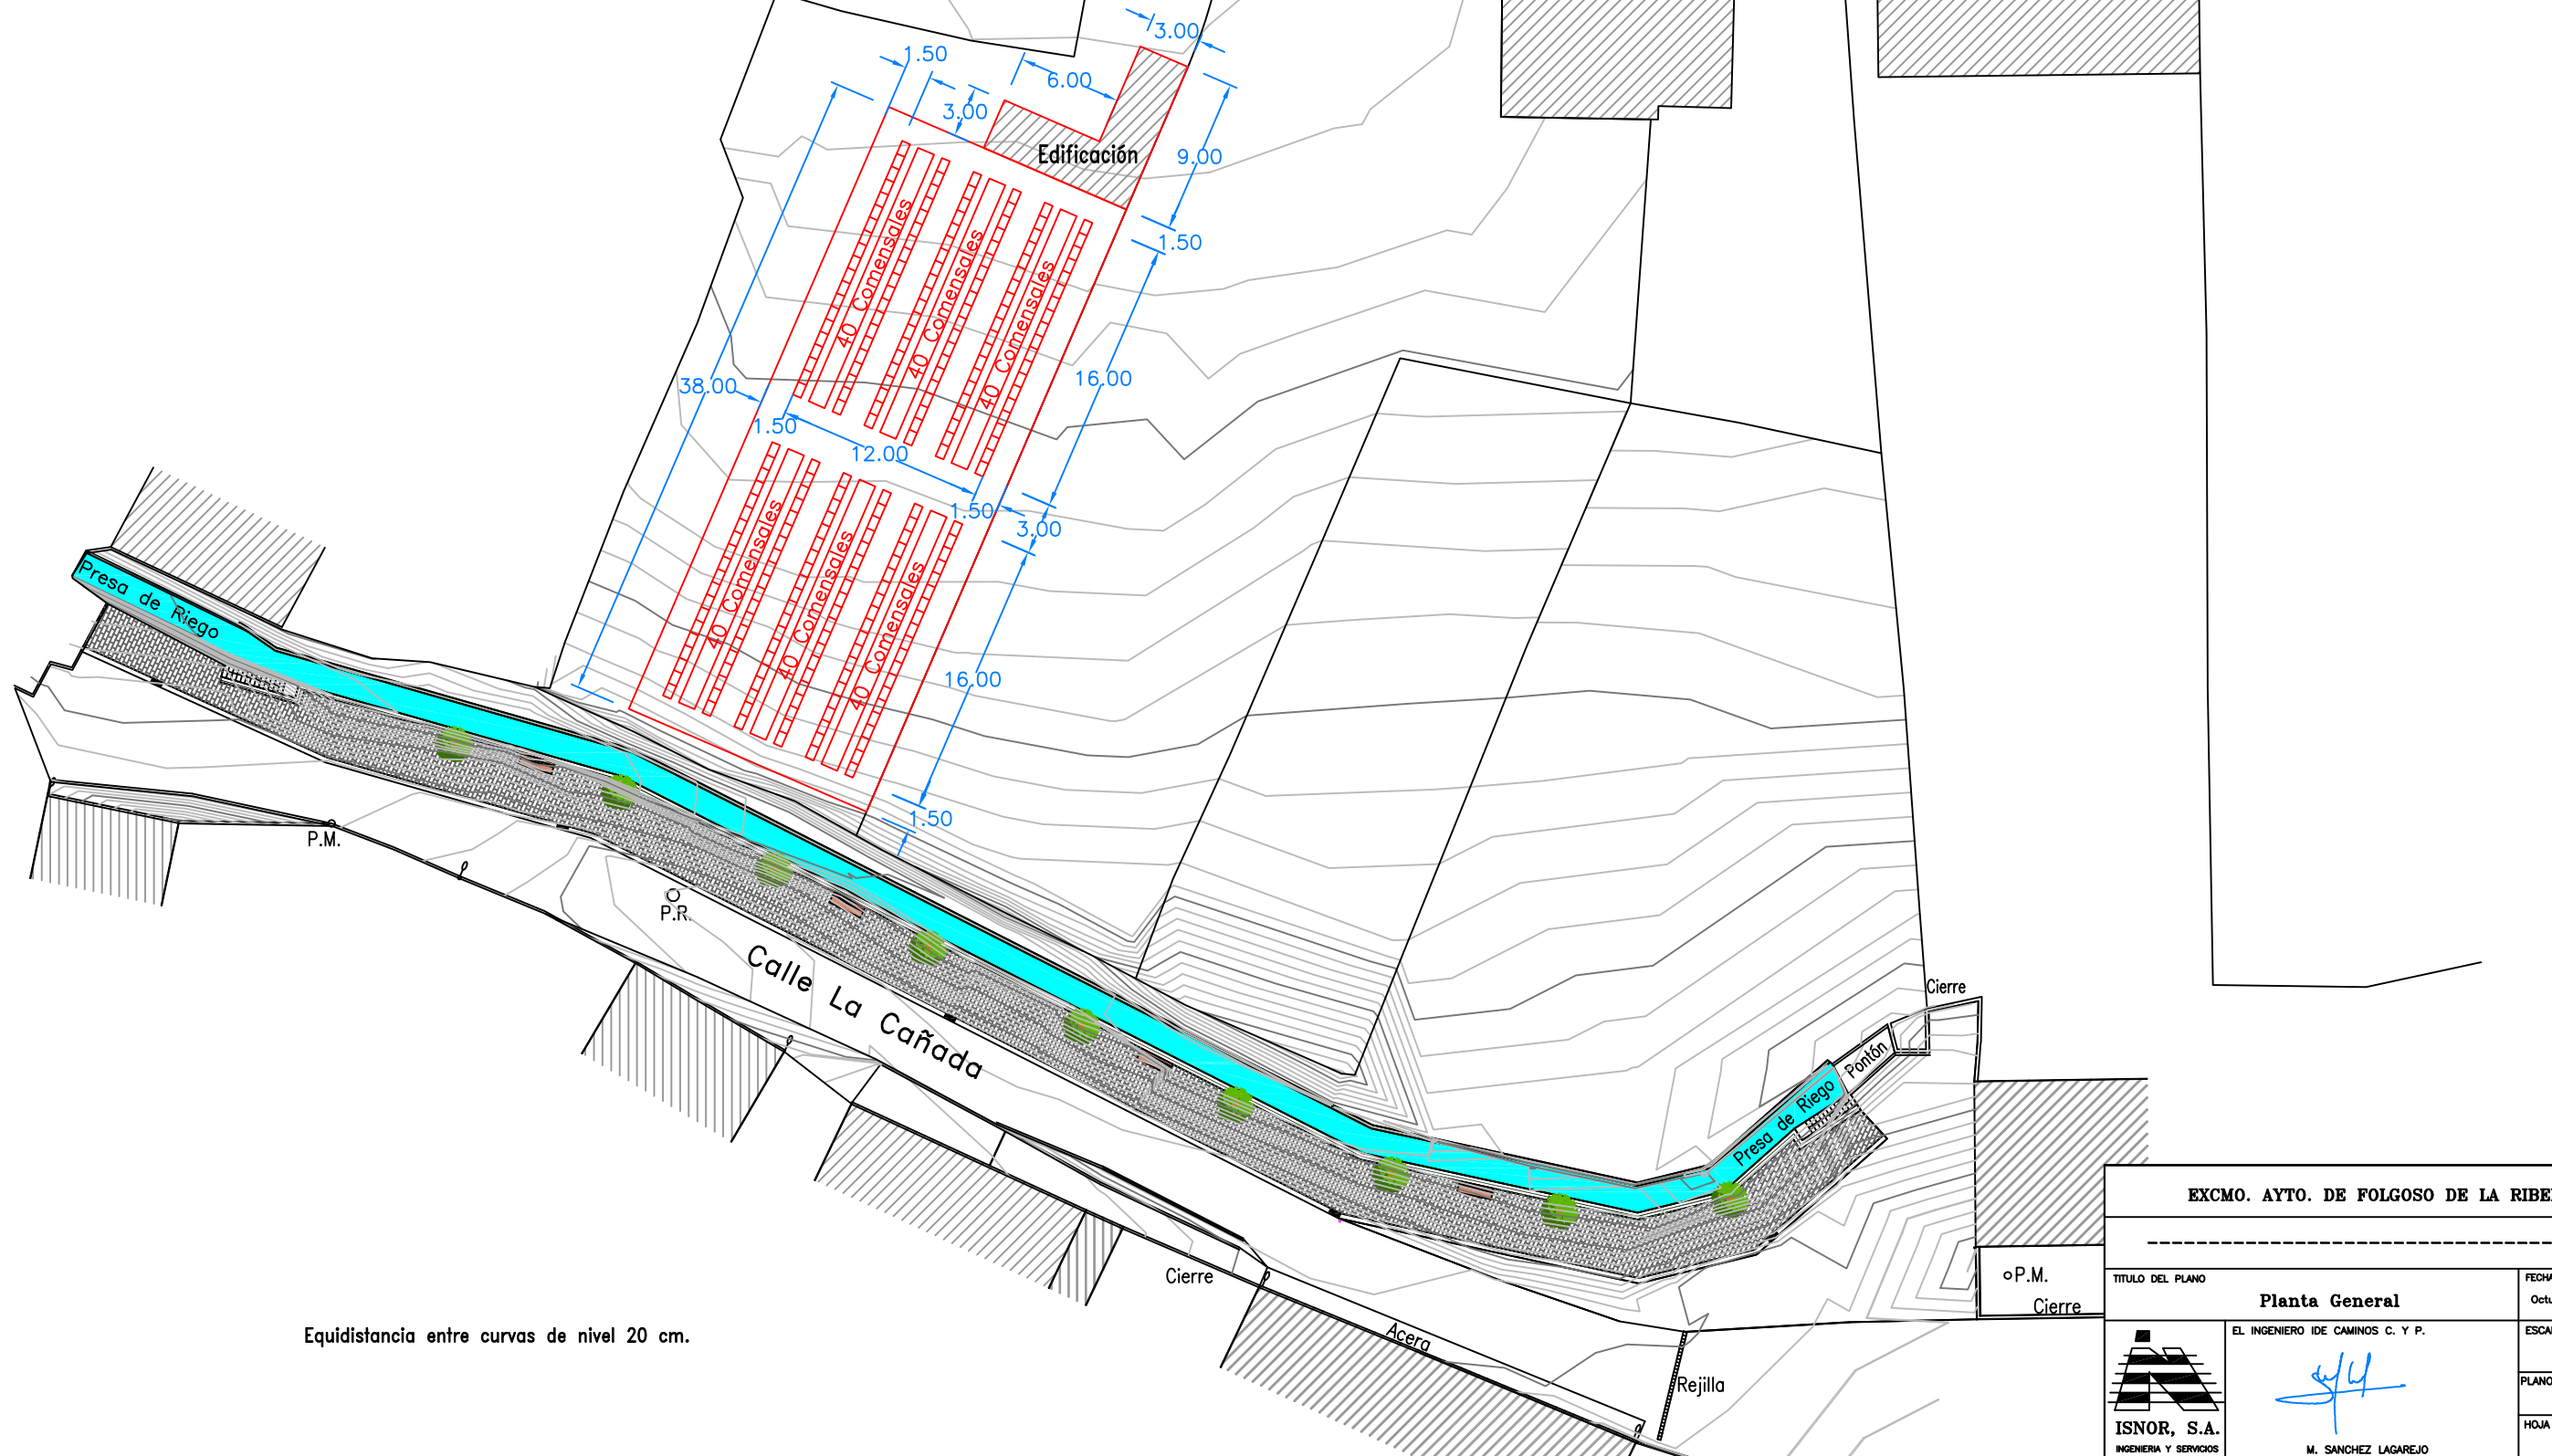 3.00
1.50
6.00
3.00
Edificación
9.00
1.50
40 Comensales
40 Comensales
40 Comensales
38.00
16.00
1.50
12.00
1.50
3.00
40 Comensales
40 Comensales
40 Comensales
16.00
1.50
Presa de Riego
P.M.
P.R.
Calle La Cañada
Cierre
Pontón
Presa de Riego
Cierre
Acera
Rejilla
P.M.
Cierre
Equidistancia entre curvas de nivel 20 cm.
EXCMO. AYTO. DE FOLGOSO DE LA RIBE
TITULO DEL PLANO
Planta General
FECHA
Octu
EL INGENIERO IDE CAMINOS C. Y P.
ESCA
PLANO
HOJA
ISNOR, S.A.
INGENIERIA Y SERVICIOS
M. SANCHEZ LAGAREJO